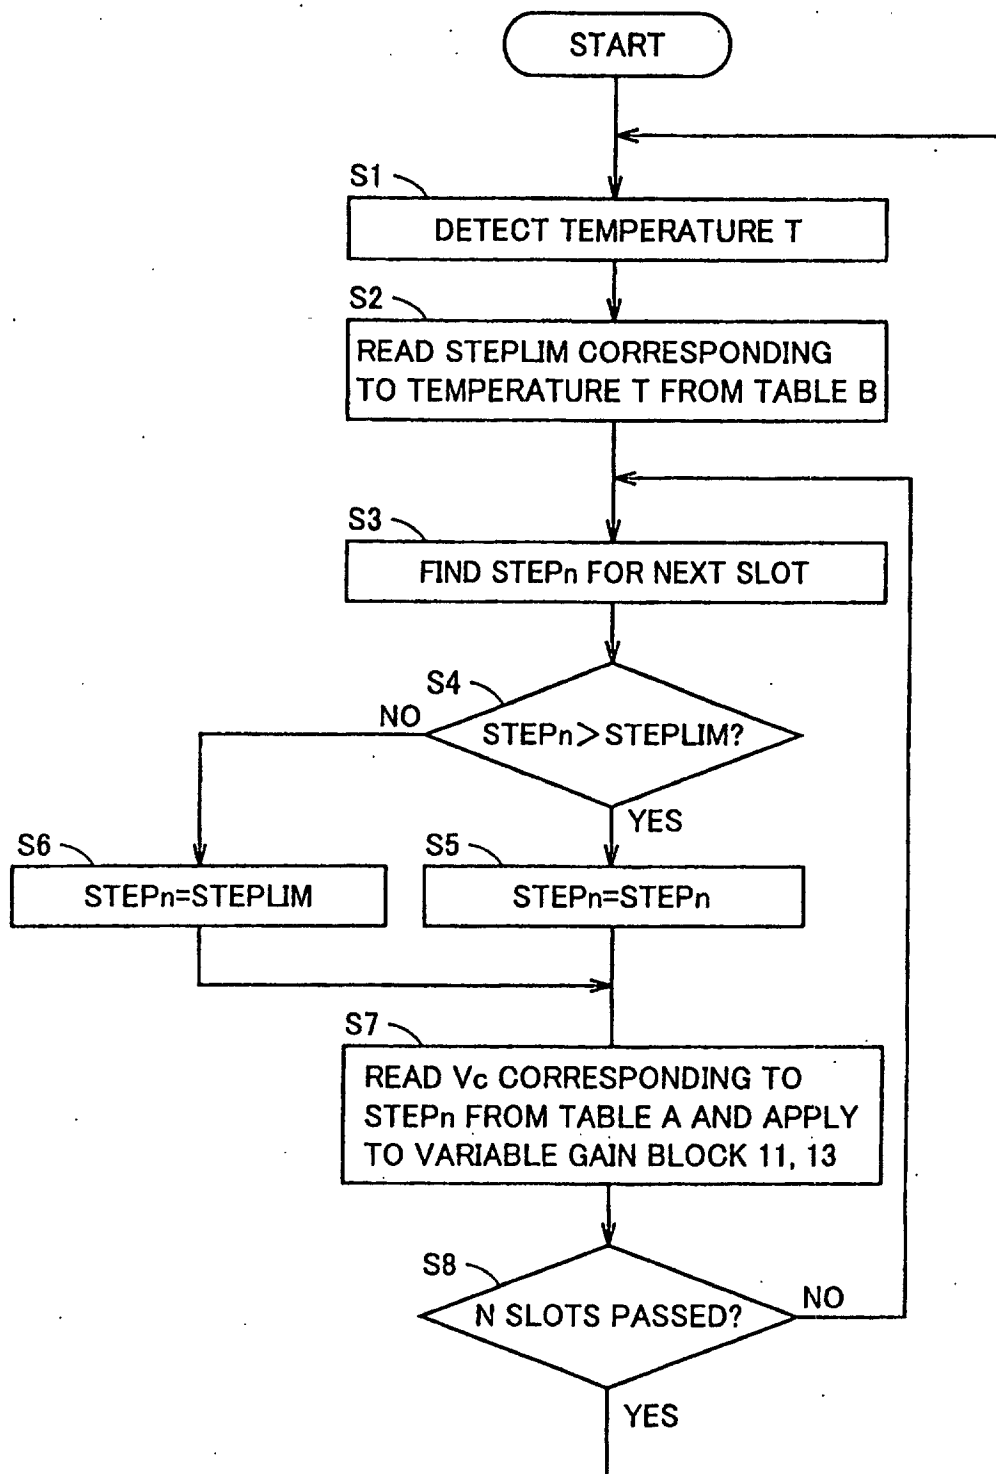 START
S1
DETECT TEMPERATURE T
S2
READ STEPLIM CORRESPONDING
TO TEMPERATURE T FROM TABLE B
S3
FIND STEPn FOR NEXT SLOT
S4
NO
STEPn>STEPLIM?
YES
S6
STEPn=STEPLIM
S5
STEPn=STEPn
S7
READ Vc CORRESPONDING TO
STEPn FROM TABLE A AND APPLY
TO VARIABLE GAIN BLOCK 11, 13
S8
N SLOTS PASSED?
NO
YES